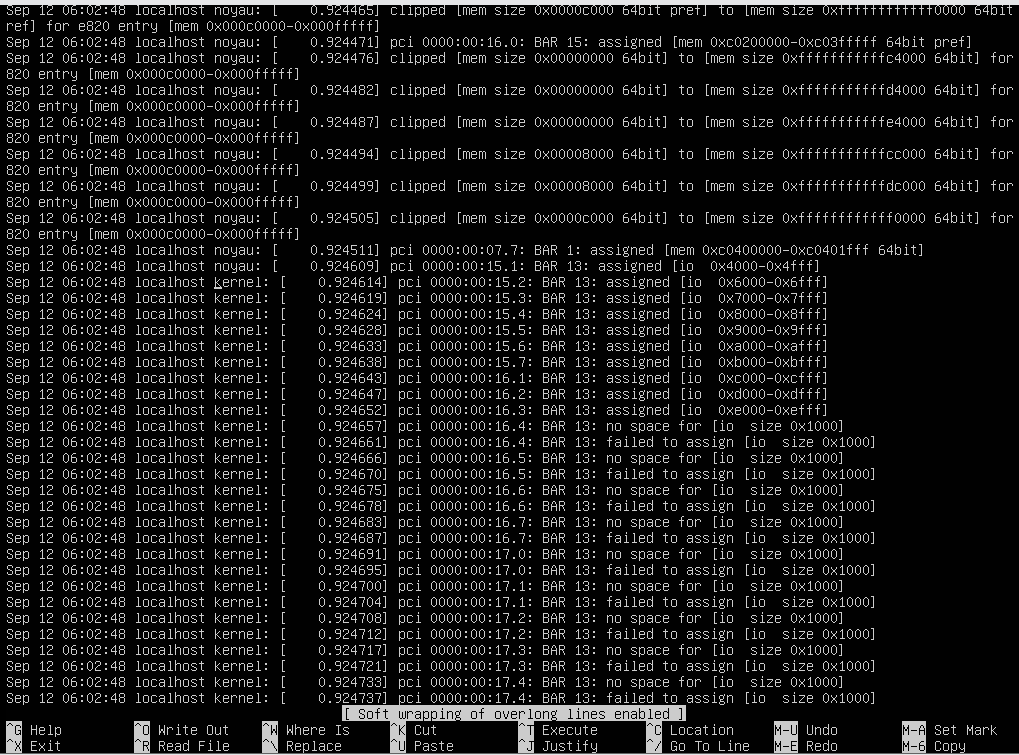 Sep 12 06:02:48 localhost noyau: [    0.924465] clipped [mem size 0x000c0000 64bit pref] to [mem size 0xffffffffffff0000 64bit
ref] for e820 entry [mem 0x000c0000-0x000fffff]
Sep 12 06:02:48 localhost noyau: [    0.924471] pci 0000:00:16.0: BAR 15: assigned [mem 0xc0200000-0xc03fffff 64bit pref]
Sep 12 06:02:48 localhost noyau: [    0.924476] clipped [mem size 0x00000000 64bit] to [mem size 0xfffffffffffc4000 64bit] for
820 entry [mem 0x000c0000-0x000fffff]
Sep 12 06:02:48 localhost noyau: [    0.924482] clipped [mem size 0x00000000 64bit] to [mem size 0xfffffffffffd4000 64bit] for
820 entry [mem 0x000c0000-0x000fffff]
Sep 12 06:02:48 localhost noyau: [    0.924487] clipped [mem size 0x00000000 64bit] to [mem size 0xfffffffffffe4000 64bit] for
820 entry [mem 0x000c0000-0x000fffff]
Sep 12 06:02:48 localhost noyau: [    0.924494] clipped [mem size 0x00008000 64bit] to [mem size 0xfffffffffffcc000 64bit] for
820 entry [mem 0x000c0000-0x000fffff]
Sep 12 06:02:48 localhost noyau: [    0.924499] clipped [mem size 0x00008000 64bit] to [mem size 0xfffffffffffdc000 64bit] for
820 entry [mem 0x000c0000-0x000fffff]
Sep 12 06:02:48 localhost noyau: [    0.924505] clipped [mem size 0x0000c000 64bit] to [mem size 0xffffffffffff0000 64bit] for
820 entry [mem 0x000c0000-0x000fffff]
Sep 12 06:02:48 localhost noyau: [    0.924511] pci 0000:00:07.7: BAR 1: assigned [mem 0xc0400000-0xc0401fff 64bit]
Sep 12 06:02:48 localhost noyau: [    0.924609] pci 0000:00:15.1: BAR 13: assigned [io  0x4000-0x4fff]
Sep 12 06:02:48 localhost kernel: [    0.924614] pci 0000:00:15.2: BAR 13: assigned [io  0x6000-0x6fff]
Sep 12 06:02:48 localhost kernel: [    0.924619] pci 0000:00:15.3: BAR 13: assigned [io  0x7000-0x7fff]
Sep 12 06:02:48 localhost kernel: [    0.924624] pci 0000:00:15.4: BAR 13: assigned [io  0x8000-0x8fff]
Sep 12 06:02:48 localhost kernel: [    0.924628] pci 0000:00:15.5: BAR 13: assigned [io  0x9000-0x9fff]
Sep 12 06:02:48 localhost kernel: [    0.924633] pci 0000:00:15.6: BAR 13: assigned [io  0xa000-0xafff]
Sep 12 06:02:48 localhost kernel: [    0.924638] pci 0000:00:15.7: BAR 13: assigned [io  0xb000-0xbfff]
Sep 12 06:02:48 localhost kernel: [    0.924643] pci 0000:00:16.1: BAR 13: assigned [io  0xc000-0xcfff]
Sep 12 06:02:48 localhost kernel: [    0.924647] pci 0000:00:16.2: BAR 13: assigned [io  0xd000-0xdfff]
Sep 12 06:02:48 localhost kernel: [    0.924652] pci 0000:00:16.3: BAR 13: assigned [io  0xe000-0xefff]
Sep 12 06:02:48 localhost kernel: [    0.924657] pci 0000:00:16.4: BAR 13: no space for [io  size 0x1000]
Sep 12 06:02:48 localhost kernel: [    0.924661] pci 0000:00:16.4: BAR 13: failed to assign [io  size 0x1000]
Sep 12 06:02:48 localhost kernel: [    0.924666] pci 0000:00:16.5: BAR 13: no space for [io  size 0x1000]
Sep 12 06:02:48 localhost kernel: [    0.924670] pci 0000:00:16.5: BAR 13: failed to assign [io  size 0x1000]
Sep 12 06:02:48 localhost kernel: [    0.924675] pci 0000:00:16.6: BAR 13: no space for [io  size 0x1000]
Sep 12 06:02:48 localhost kernel: [    0.924678] pci 0000:00:16.6: BAR 13: failed to assign [io  size 0x1000]
Sep 12 06:02:48 localhost kernel: [    0.924683] pci 0000:00:16.7: BAR 13: no space for [io  size 0x1000]
Sep 12 06:02:48 localhost kernel: [    0.924687] pci 0000:00:16.7: BAR 13: failed to assign [io  size 0x1000]
Sep 12 06:02:48 localhost kernel: [    0.924691] pci 0000:00:17.0: BAR 13: no space for [io  size 0x1000]
Sep 12 06:02:48 localhost kernel: [    0.924695] pci 0000:00:17.0: BAR 13: failed to assign [io  size 0x1000]
Sep 12 06:02:48 localhost kernel: [    0.924700] pci 0000:00:17.1: BAR 13: no space for [io  size 0x1000]
Sep 12 06:02:48 localhost kernel: [    0.924704] pci 0000:00:17.1: BAR 13: failed to assign [io  size 0x1000]
Sep 12 06:02:48 localhost kernel: [    0.924708] pci 0000:00:17.2: BAR 13: no space for [io  size 0x1000]
Sep 12 06:02:48 localhost kernel: [    0.924712] pci 0000:00:17.2: BAR 13: failed to assign [io  size 0x1000]
Sep 12 06:02:48 localhost kernel: [    0.924717] pci 0000:00:17.3: BAR 13: no space for [io  size 0x1000]
Sep 12 06:02:48 localhost kernel: [    0.924721] pci 0000:00:17.3: BAR 13: failed to assign [io  size 0x1000]
Sep 12 06:02:48 localhost kernel: [    0.924733] pci 0000:00:17.4: BAR 13: no space for [io  size 0x1000]
Sep 12 06:02:48 localhost kernel: [    0.924737] pci 0000:00:17.4: BAR 13: failed to assign [io  size 0x1000]
[ Soft wrapping of overlong lines enabled ]
^G Help ^O Write Out ^W Where Is ^K Cut ^T Execute ^C Location M-U Undo M-A Set Mark
^X Exit ^R Read File ^\ Replace ^U Paste ^J Justify ^/ Go To Line M-E Redo M-6 Copy